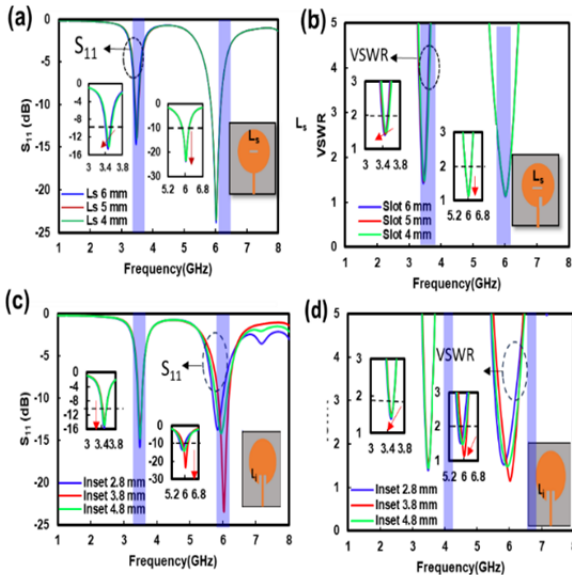 (a)
0
-5
-10
-15
-20
-25
S11 (dB)
S11
0
-4
-8
-10
-12
-16
3 3.4 3.8
0
-10
-20
-30
5.2 6 6.8
Ls
Ls 6 mm
Ls 5 mm
Ls 4 mm
1 2 3 4 5 6 7 8
Frequency(GHz)
(b)
5
4
3
2
1
Ls
VSWR
VSWR
3
2
1
3 3.4 3.8
3
2
1
5.2 6 6.8
Ls
Slot 6 mm
Slot 5 mm
Slot 4 mm
1 2 3 4 5 6 7 8
Frequency(GHz)
(c)
0
-5
-10
-15
-20
-25
S11 (dB)
S11
0
-4
-8
-12
-16
3 3.43.8
0
-10
-20
-30
5.2 6 6.8
Inset 2.8 mm
Inset 3.8 mm
Inset 4.8 mm
1 2 3 4 5 6 7 8
Frequency(GHz)
(d)
5
4
3
2
1
VSWR
3
2
1
3 3.4 3.8
3
2
1
5.2 6 6.8
Inset 2.8 mm
Inset 3.8 mm
Inset 4.8 mm
1 2 3 4 5 6 7 8
Frequency(GHz)